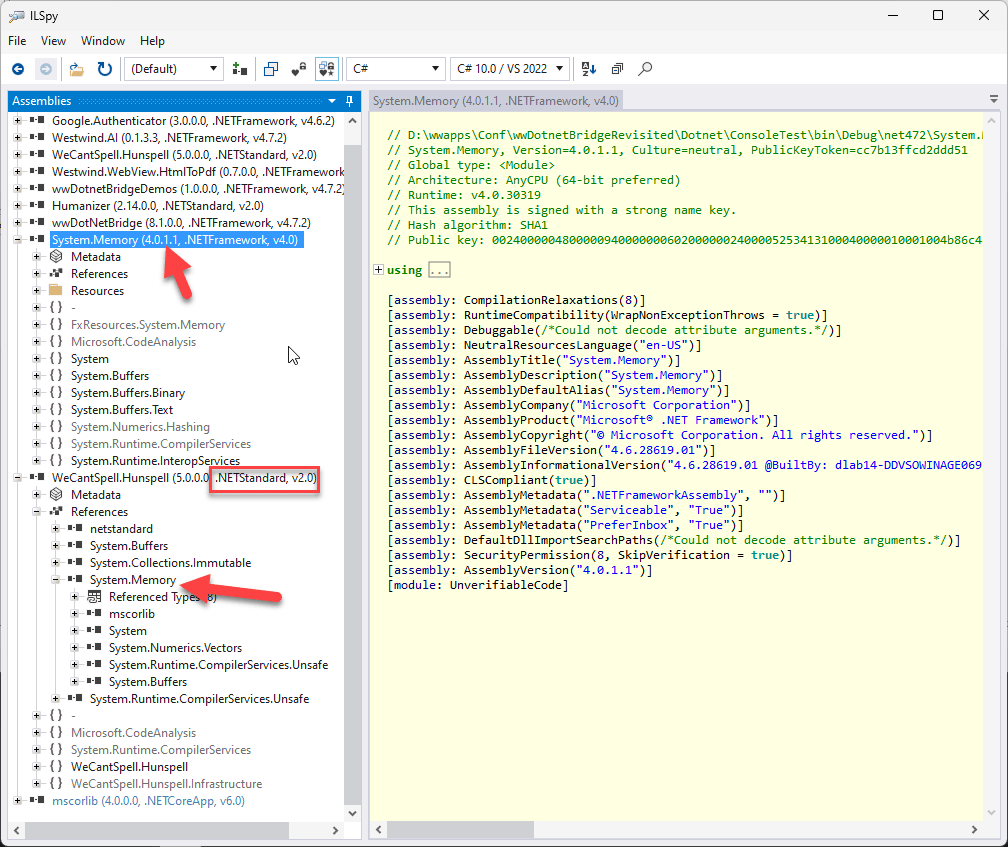 ILSpy
File View Window Help
(Default) C# C# 10.0 / VS 2022
Assemblies
Google.Authenticator (3.0.0.0, .NETFramework, v4.6.2)
Westwind.AI (0.1.3.3, .NETFramework, v4.7.2)
WeCantSpell.Hunspell (5.0.0.0, .NETStandard, v2.0)
Westwind.WebView.HtmlToPdf (0.7.0.0, .NETFramework
wwDotnetBridgeDemos (1.0.0.0, .NETFramework, v4.7.2)
Humanizer (2.14.0.0, .NETStandard, v2.0)
wwDotNetBridge (8.1.0.0, .NETFramework, v4.7.2)
System.Memory (4.0.1.1, .NETFramework, v4.0)
Metadata
References
Resources
{ } -
{ } FxResources.System.Memory
{ } Microsoft.CodeAnalysis
{ } System
{ } System.Buffers
{ } System.Buffers.Binary
{ } System.Buffers.Text
{ } System.Numerics.Hashing
{ } System.Runtime.CompilerServices
{ } System.Runtime.InteropServices
WeCantSpell.Hunspell (5.0.0.0, .NETStandard, v2.0)
Metadata
References
netstandard
System.Buffers
System.Collections.Immutable
System.Memory
Referenced Types (8)
mscorlib
System
System.Numerics.Vectors
System.Runtime.CompilerServices.Unsafe
System.Buffers
System.Runtime.CompilerServices.Unsafe
{ } -
{ } Microsoft.CodeAnalysis
{ } System.Runtime.CompilerServices
{ } WeCantSpell.Hunspell
{ } WeCantSpell.Hunspell.Infrastructure
mscorlib (4.0.0.0, .NETCoreApp, v6.0)
System.Memory (4.0.1.1, .NETFramework, v4.0)
// D:\wwapps\Conf\wwDotnetBridgeRevisited\Dotnet\ConsoleTest\bin\Debug\net472\System.
// System.Memory, Version=4.0.1.1, Culture=neutral, PublicKeyToken=cc7b13ffcd2ddd51
// Global type: <Module>
// Architecture: AnyCPU (64-bit preferred)
// Runtime: v4.0.30319
// This assembly is signed with a strong name key.
// Hash algorithm: SHA1
// Public key: 00240000048000009400000006020000002400005253413100040000010001004b86c4
using ...
[assembly: CompilationRelaxations(8)]
[assembly: RuntimeCompatibility(WrapNonExceptionThrows = true)]
[assembly: Debuggable(/*Could not decode attribute arguments.*/)]
[assembly: NeutralResourcesLanguage("en-US")]
[assembly: AssemblyTitle("System.Memory")]
[assembly: AssemblyDescription("System.Memory")]
[assembly: AssemblyDefaultAlias("System.Memory")]
[assembly: AssemblyCompany("Microsoft Corporation")]
[assembly: AssemblyProduct("Microsoft® .NET Framework")]
[assembly: AssemblyCopyright("© Microsoft Corporation. All rights reserved.")]
[assembly: AssemblyFileVersion("4.6.28619.01")]
[assembly: AssemblyInformationalVersion("4.6.28619.01 @BuiltBy: dlab14-DDVSOWINAGE069
[assembly: CLSCompliant(true)]
[assembly: AssemblyMetadata(".NETFrameworkAssembly", "")]
[assembly: AssemblyMetadata("Serviceable", "True")]
[assembly: AssemblyMetadata("PreferInbox", "True")]
[assembly: DefaultDllImportSearchPaths(/*Could not decode attribute arguments.*/)]
[assembly: SecurityPermission(8, SkipVerification = true)]
[assembly: AssemblyVersion("4.0.1.1")]
[module: UnverifiableCode]